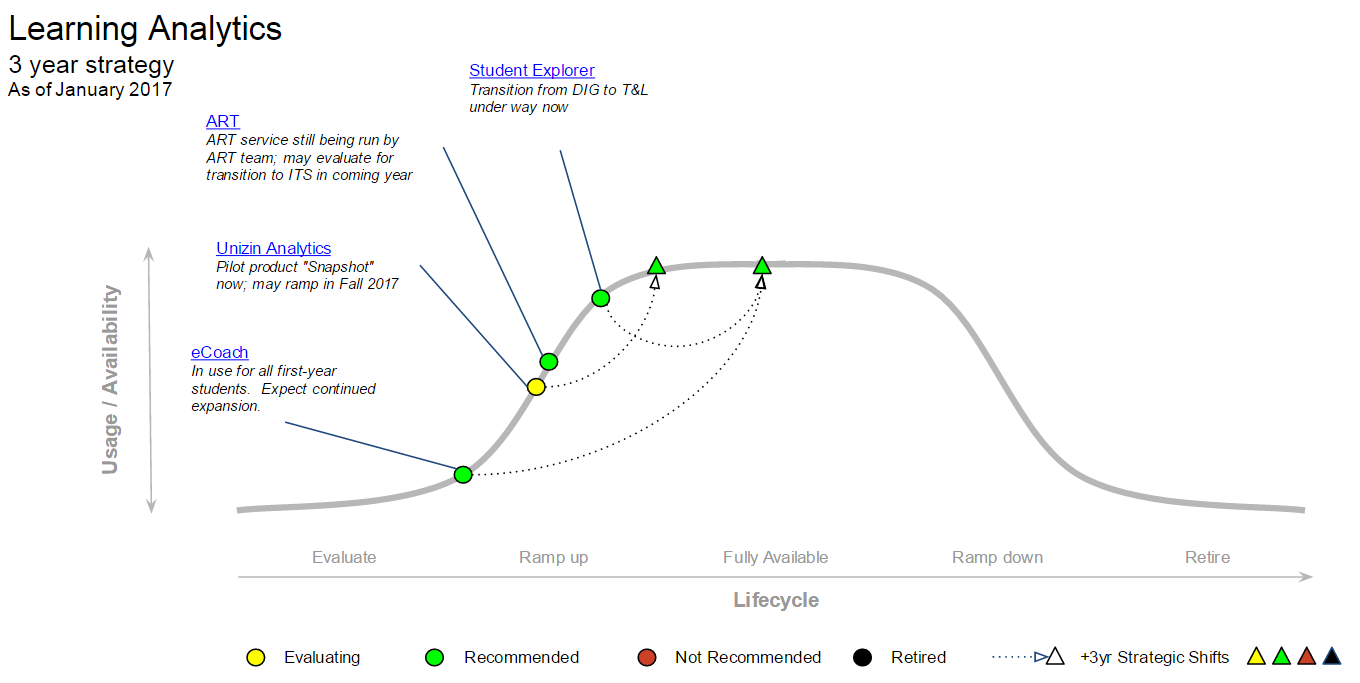 Learning Analytics
3 year strategy
As of January 2017
Student Explorer
Transition from DIG to T&L
under way now
ART
ART service still being run by
ART team; may evaluate for
transition to ITS in coming year
Unizin Analytics
Pilot product "Snapshot"
now; may ramp in Fall 2017
eCoach
In use for all first-year
students.  Expect continued
expansion.
Usage / Availability
Evaluate
Ramp up
Fully Available
Ramp down
Retire
Lifecycle
Evaluating
Recommended
Not Recommended
Retired
+3yr Strategic Shifts